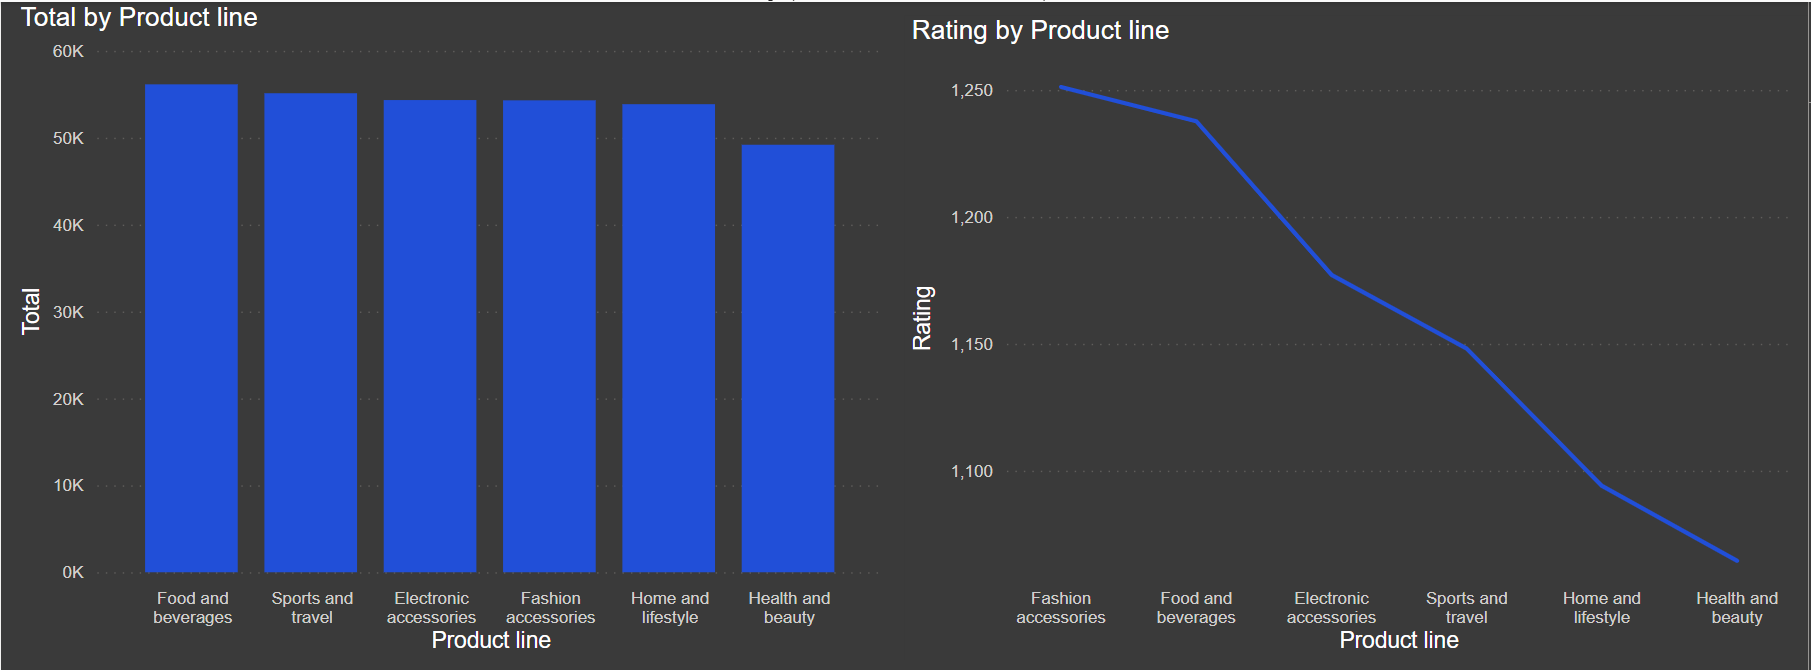 Total by Product line
60K
50K
40K
30K
20K
10K
0K
Total
Food and
beverages
Sports and
travel
Electronic
accessories
Fashion
accessories
Home and
lifestyle
Health and
beauty
Product line
Rating by Product line
1,250
1,200
1,150
1,100
Rating
Fashion
accessories
Food and
beverages
Electronic
accessories
Sports and
travel
Home and
lifestyle
Health and
beauty
Product line